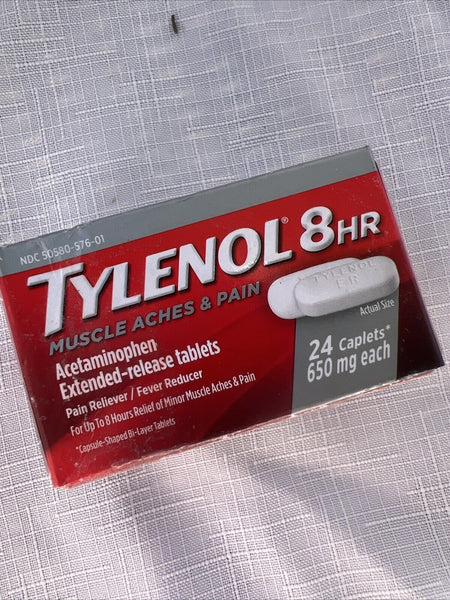 NDC 50580-576-01
TYLENOL® 8 HR
MUSCLE ACHES & PAIN
TYLENOL
ER
Actual Size
Acetaminophen
Extended-release tablets
24 Caplets*
650 mg each
Pain Reliever / Fever Reducer
For Up To 8 Hours Relief of Minor Muscle Aches & Pain
*Capsule-Shaped Bi-Layer Tablets